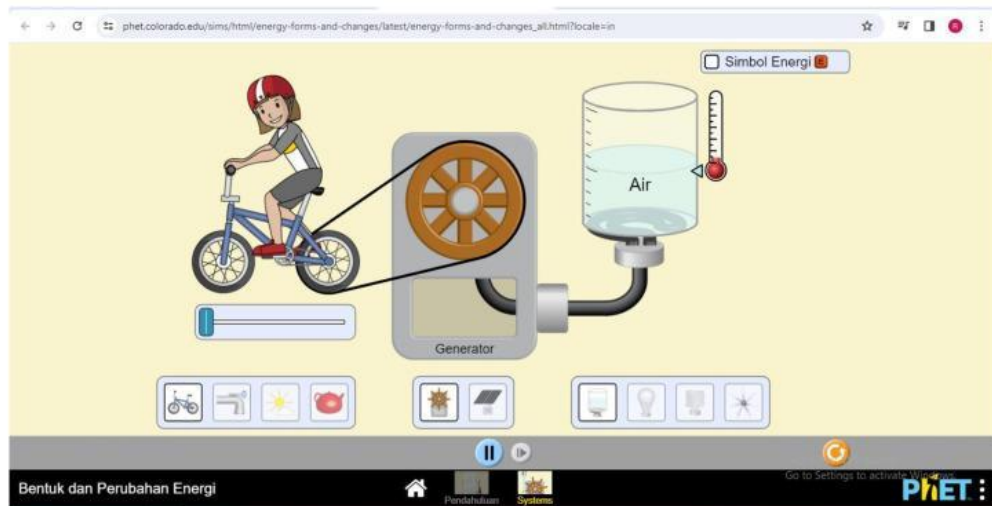 phet.colorado.edu/sims/html/energy-forms-and-changes/latest/energy-forms-and-changes_all.html?locale=in
Simbol Energi E
Air
Generator
Go to Settings to activate Windows.
Bentuk dan Perubahan Energi
Pendahuluan
Systems
PhET